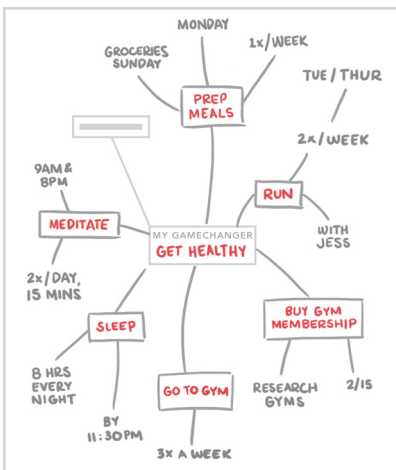 MONDAY
1x/WEEK
GROCERIES
SUNDAY
PREP
MEALS
TUE/THUR
2x/WEEK
RUN
WITH
JESS
9AM &
8PM
MEDITATE
2x/DAY,
15 MINS
MY GAMECHANGER
GET HEALTHY
SLEEP
8 HRS
EVERY
NIGHT
BY
11:30PM
GO TO GYM
3x A WEEK
BUY GYM
MEMBERSHIP
RESEARCH
GYMS
2/15